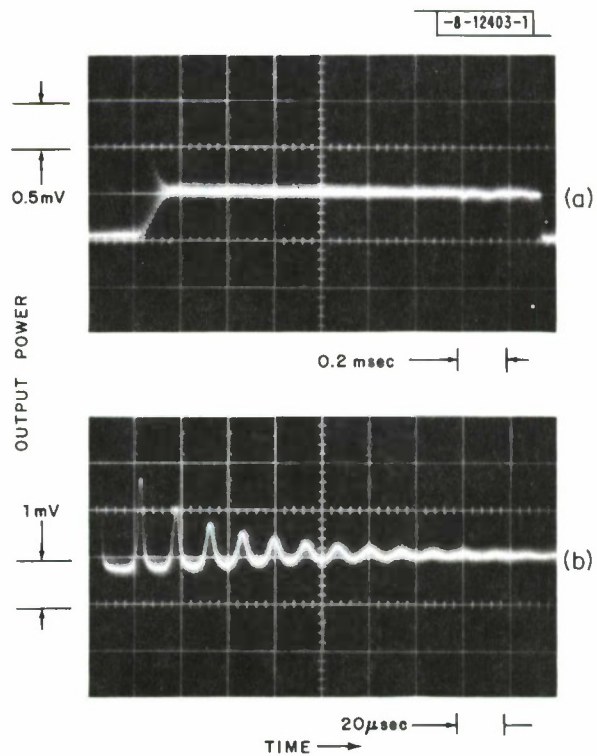 -8-12403-1
0.5mV
(a)
0.2 msec
OUTPUT POWER
1mV
(b)
20μsec
TIME